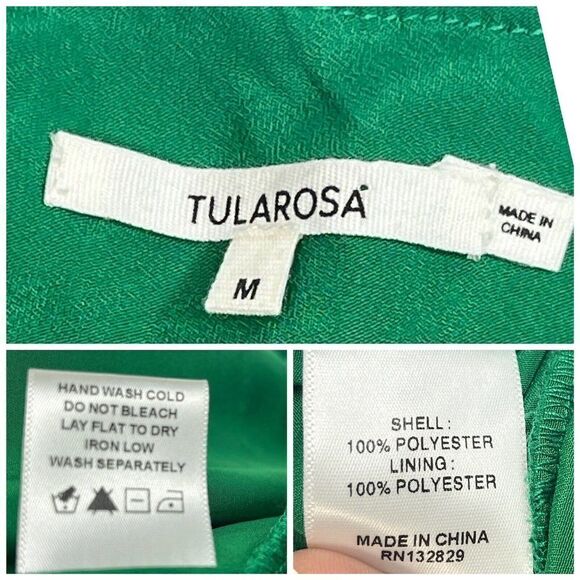 TULAROSA
MADE IN
CHINA
M
HAND WASH COLD
DO NOT BLEACH
LAY FLAT TO DRY
IRON LOW
WASH SEPARATELY
SHELL:
100% POLYESTER
LINING:
100% POLYESTER
MADE IN CHINA
RN132829